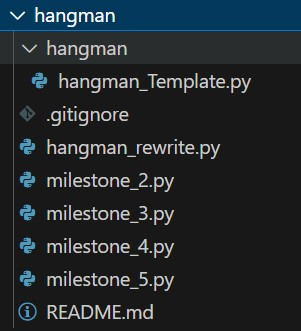 hangman
hangman
hangman_Template.py
.gitignore
hangman_rewrite.py
milestone_2.py
milestone_3.py
milestone_4.py
milestone_5.py
README.md